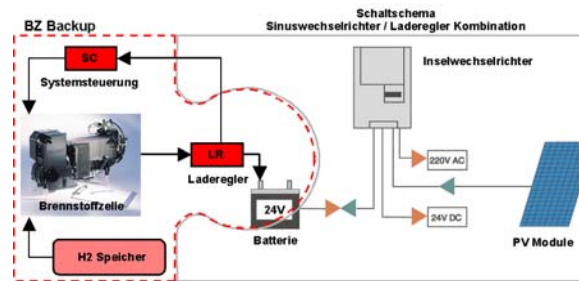 BZ Backup
Schaltschema
Sinuswechselrichter / Laderegler Kombination
SC
Systemsteuerung
Inselwechselrichter
LR
Laderegler
220V AC
Brennstoffzelle
24V
24V DC
Batterie
PV Module
H2 Speicher